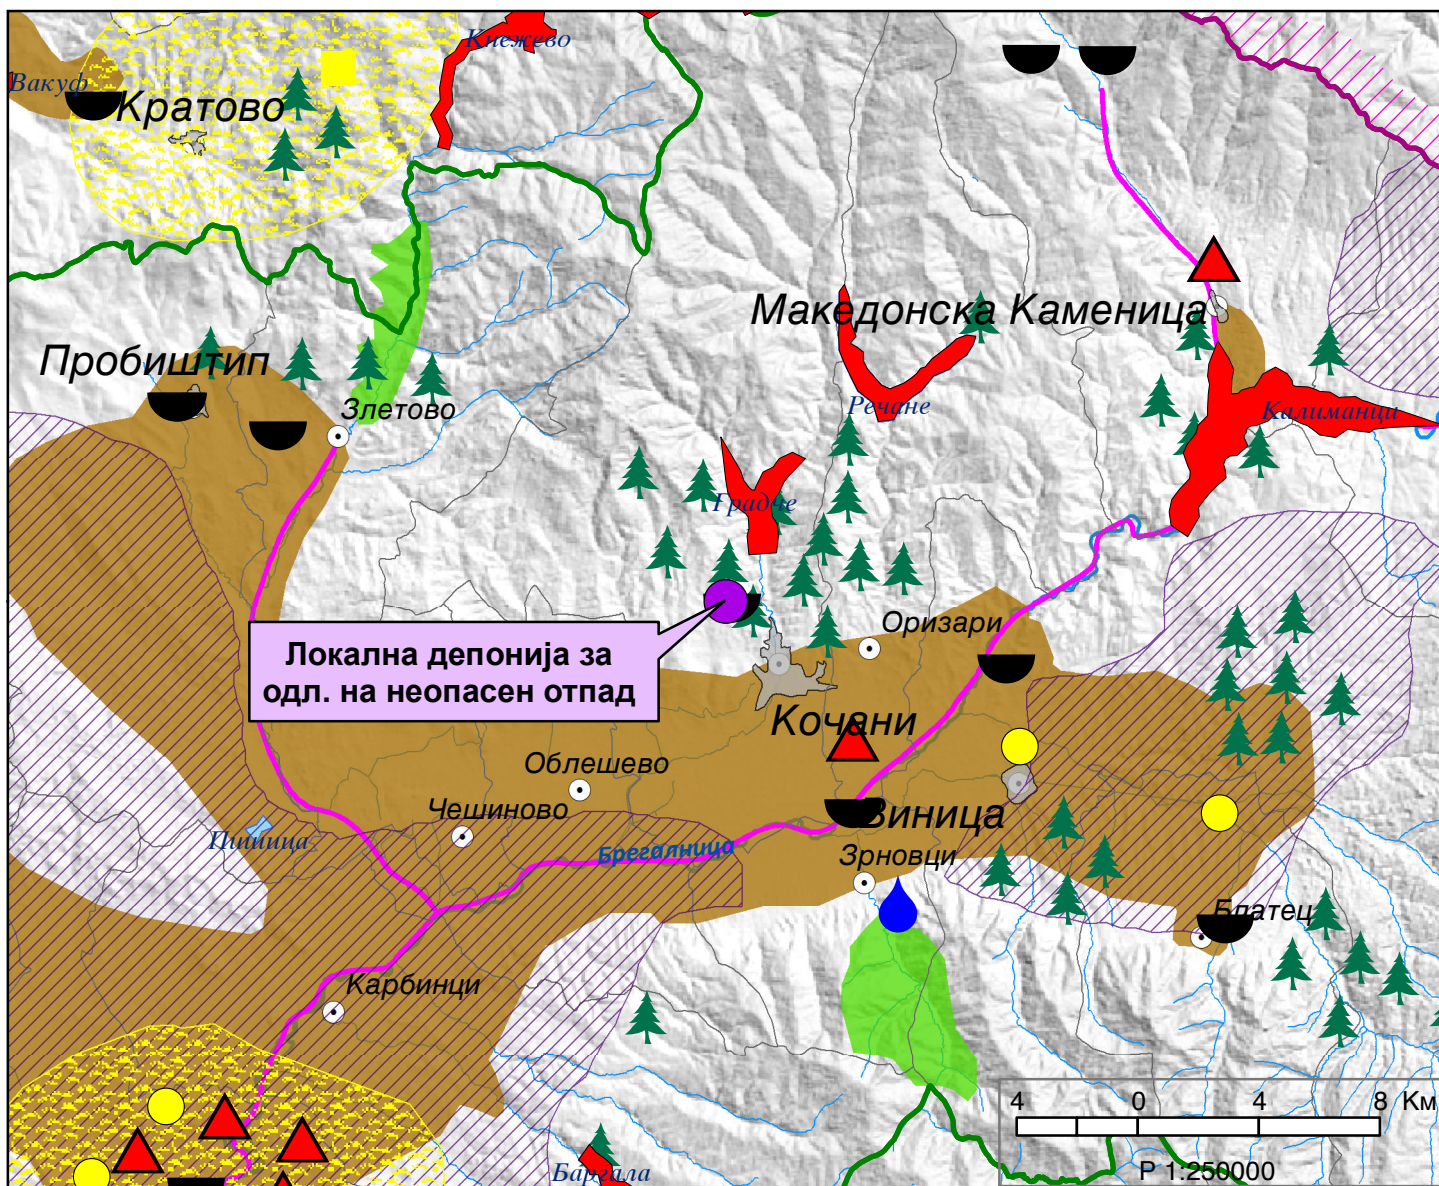 Кнежево
Вакуф
Кратово
Македонска Каменица
Пробиштип
Злетово
Речане
Калиманци
Градче
Оризари
Локална депонија за
одл. на неопасен отпад
Кочани
Облешево
Чешиново
Виница
Пишица
Брегалница
Зрновци
Блатец
Карбинци
4 0 4 8 Км
Р 1:250000
Баргала